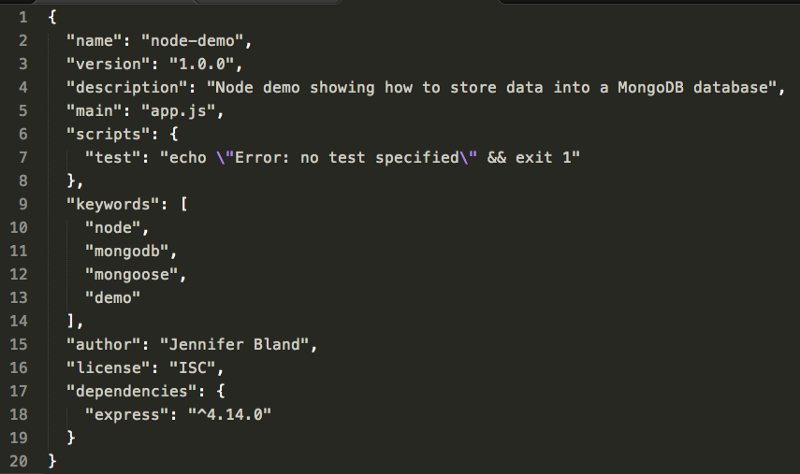 1 {
2   "name": "node-demo",
3   "version": "1.0.0",
4   "description": "Node demo showing how to store data into a MongoDB database",
5   "main": "app.js",
6   "scripts": {
7     "test": "echo \"Error: no test specified\" && exit 1"
8   },
9   "keywords": [
10     "node",
11     "mongodb",
12     "mongoose",
13     "demo"
14   ],
15   "author": "Jennifer Bland",
16   "license": "ISC",
17   "dependencies": {
18     "express": "^4.14.0"
19   }
20 }